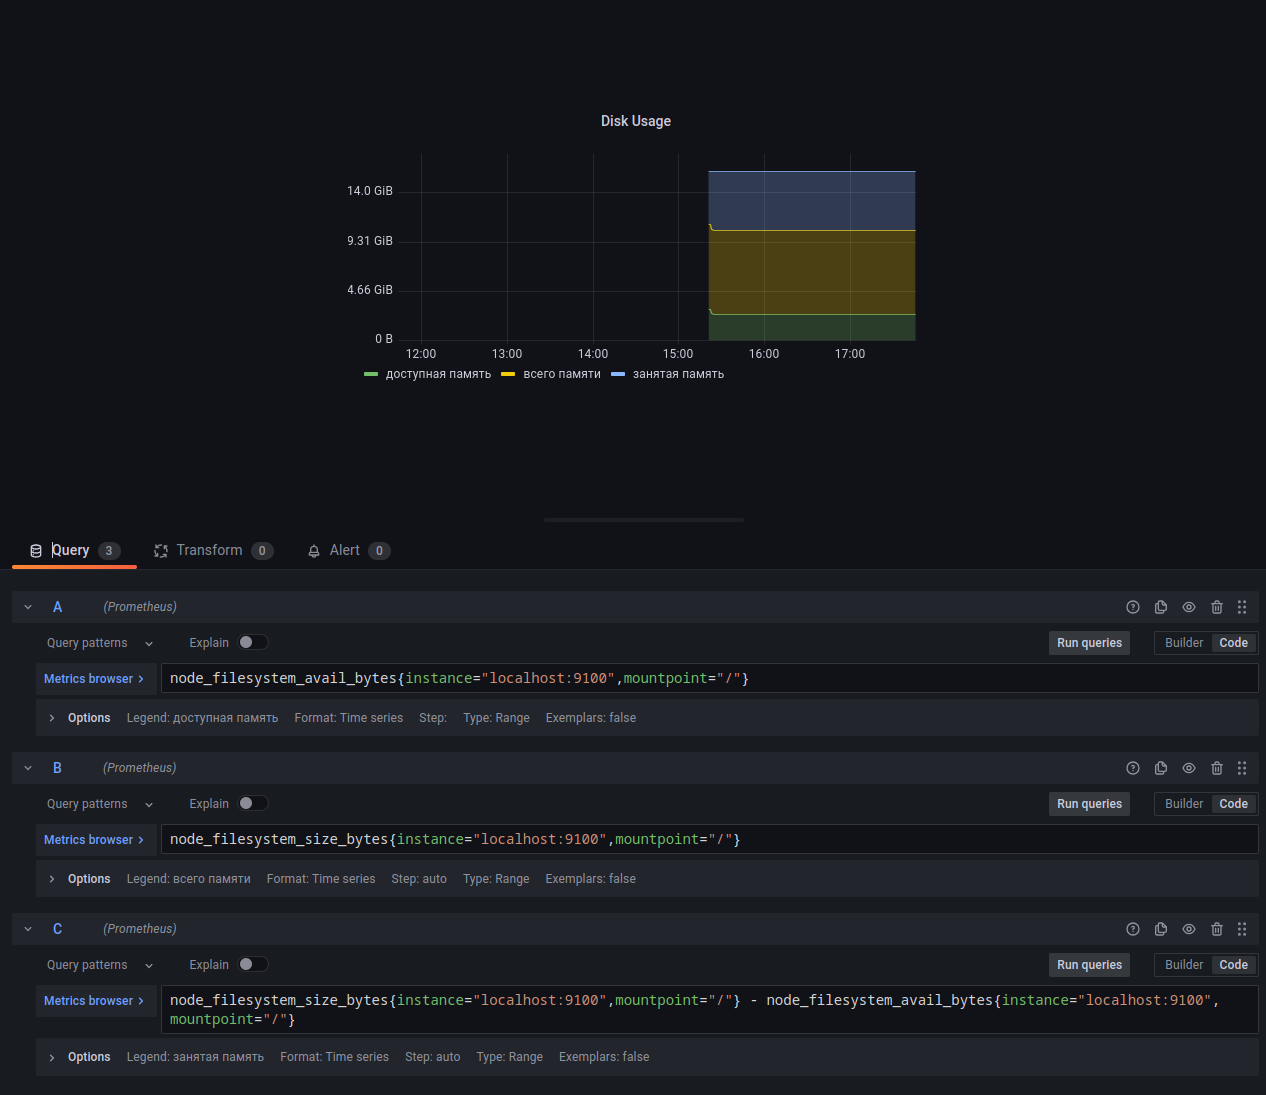 Disk Usage
14.0 GiB
9.31 GiB
4.66 GiB
0 B
12:00 13:00 14:00 15:00 16:00 17:00
доступная память всего памяти занятая память
Query 3 Transform 0 Alert 0
A (Prometheus)
Query patterns Explain Run queries Builder Code
Metrics browser > node_filesystem_avail_bytes{instance="localhost:9100",mountpoint="/"}
> Options Legend: доступная память Format: Time series Step: Type: Range Exemplars: false
B (Prometheus)
Query patterns Explain Run queries Builder Code
Metrics browser > node_filesystem_size_bytes{instance="localhost:9100",mountpoint="/"}
> Options Legend: всего памяти Format: Time series Step: auto Type: Range Exemplars: false
C (Prometheus)
Query patterns Explain Run queries Builder Code
Metrics browser > node_filesystem_size_bytes{instance="localhost:9100",mountpoint="/"} - node_filesystem_avail_bytes{instance="localhost:9100",
mountpoint="/"}
> Options Legend: занятая память Format: Time series Step: auto Type: Range Exemplars: false